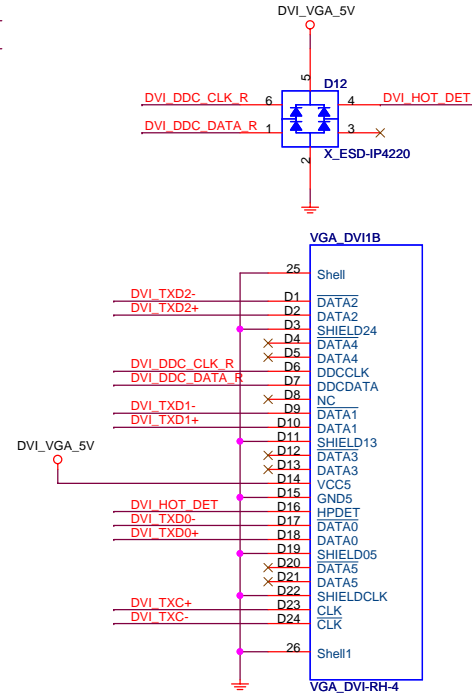 DVI_VGA_5V
5
D12
DVI_DDC_CLK_R 6 4 DVI_HOT_DET
DVI_DDC_DATA_R 1 3
X_ESD-IP4220
2
VGA_DVI1B
25 Shell
DVI_TXD2- D1 DATA2
DVI_TXD2+ D2 DATA2
D3 SHIELD24
D4 DATA4
D5 DATA4
DVI_DDC_CLK_R D6 DDCCLK
DVI_DDC_DATA_R D7 DDCDATA
D8 NC
DVI_TXD1- D9 DATA1
DVI_TXD1+ D10 DATA1
D11 SHIELD13
D12 DATA3
D13 DATA3
DVI_VGA_5V D14 VCC5
D15 GND5
DVI_HOT_DET D16 HPDET
DVI_TXD0- D17 DATA0
DVI_TXD0+ D18 DATA0
D19 SHIELD05
D20 DATA5
D21 DATA5
D22 SHIELDCLK
DVI_TXC+ D23 CLK
DVI_TXC- D24 CLK
26 Shell1
VGA_DVI-RH-4